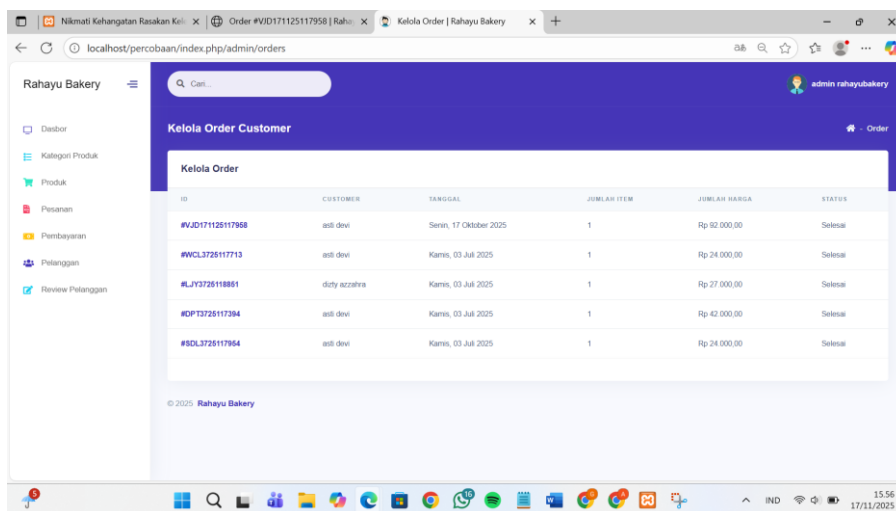 Nikmati Kehangatan Rasakan Kel
Order #VJD171125117958 | Raha
Kelola Order | Rahayu Bakery
localhost/percobaan/index.php/admin/orders
Rahayu Bakery
Cari...
admin rahayubakery
Kelola Order Customer
- Order
Dasbor
Kategori Produk
Produk
Pesanan
Pembayaran
Pelanggan
Review Pelanggan
Kelola Order
ID CUSTOMER TANGGAL JUMLAH ITEM JUMLAH HARGA STATUS
#VJD171125117958 asti devi Senin, 17 Oktober 2025 1 Rp 92.000,00 Selesai
#WCL3725117713 asti devi Kamis, 03 Juli 2025 1 Rp 24.000,00 Selesai
#LJY3725118851 dizty azzahra Kamis, 03 Juli 2025 1 Rp 27.000,00 Selesai
#DPT3725117394 asti devi Kamis, 03 Juli 2025 1 Rp 42.000,00 Selesai
#SDL3725117954 asti devi Kamis, 03 Juli 2025 1 Rp 24.000,00 Selesai
© 2025 Rahayu Bakery
5
16
IND
15.56
17/11/2025